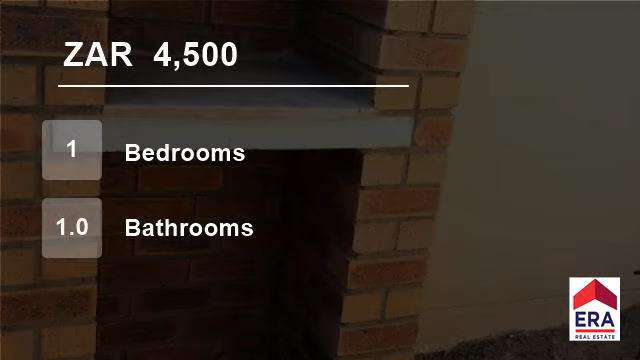 ZAR 4,500
1 Bedrooms
1.0 Bathrooms
ERA
REAL ESTATE